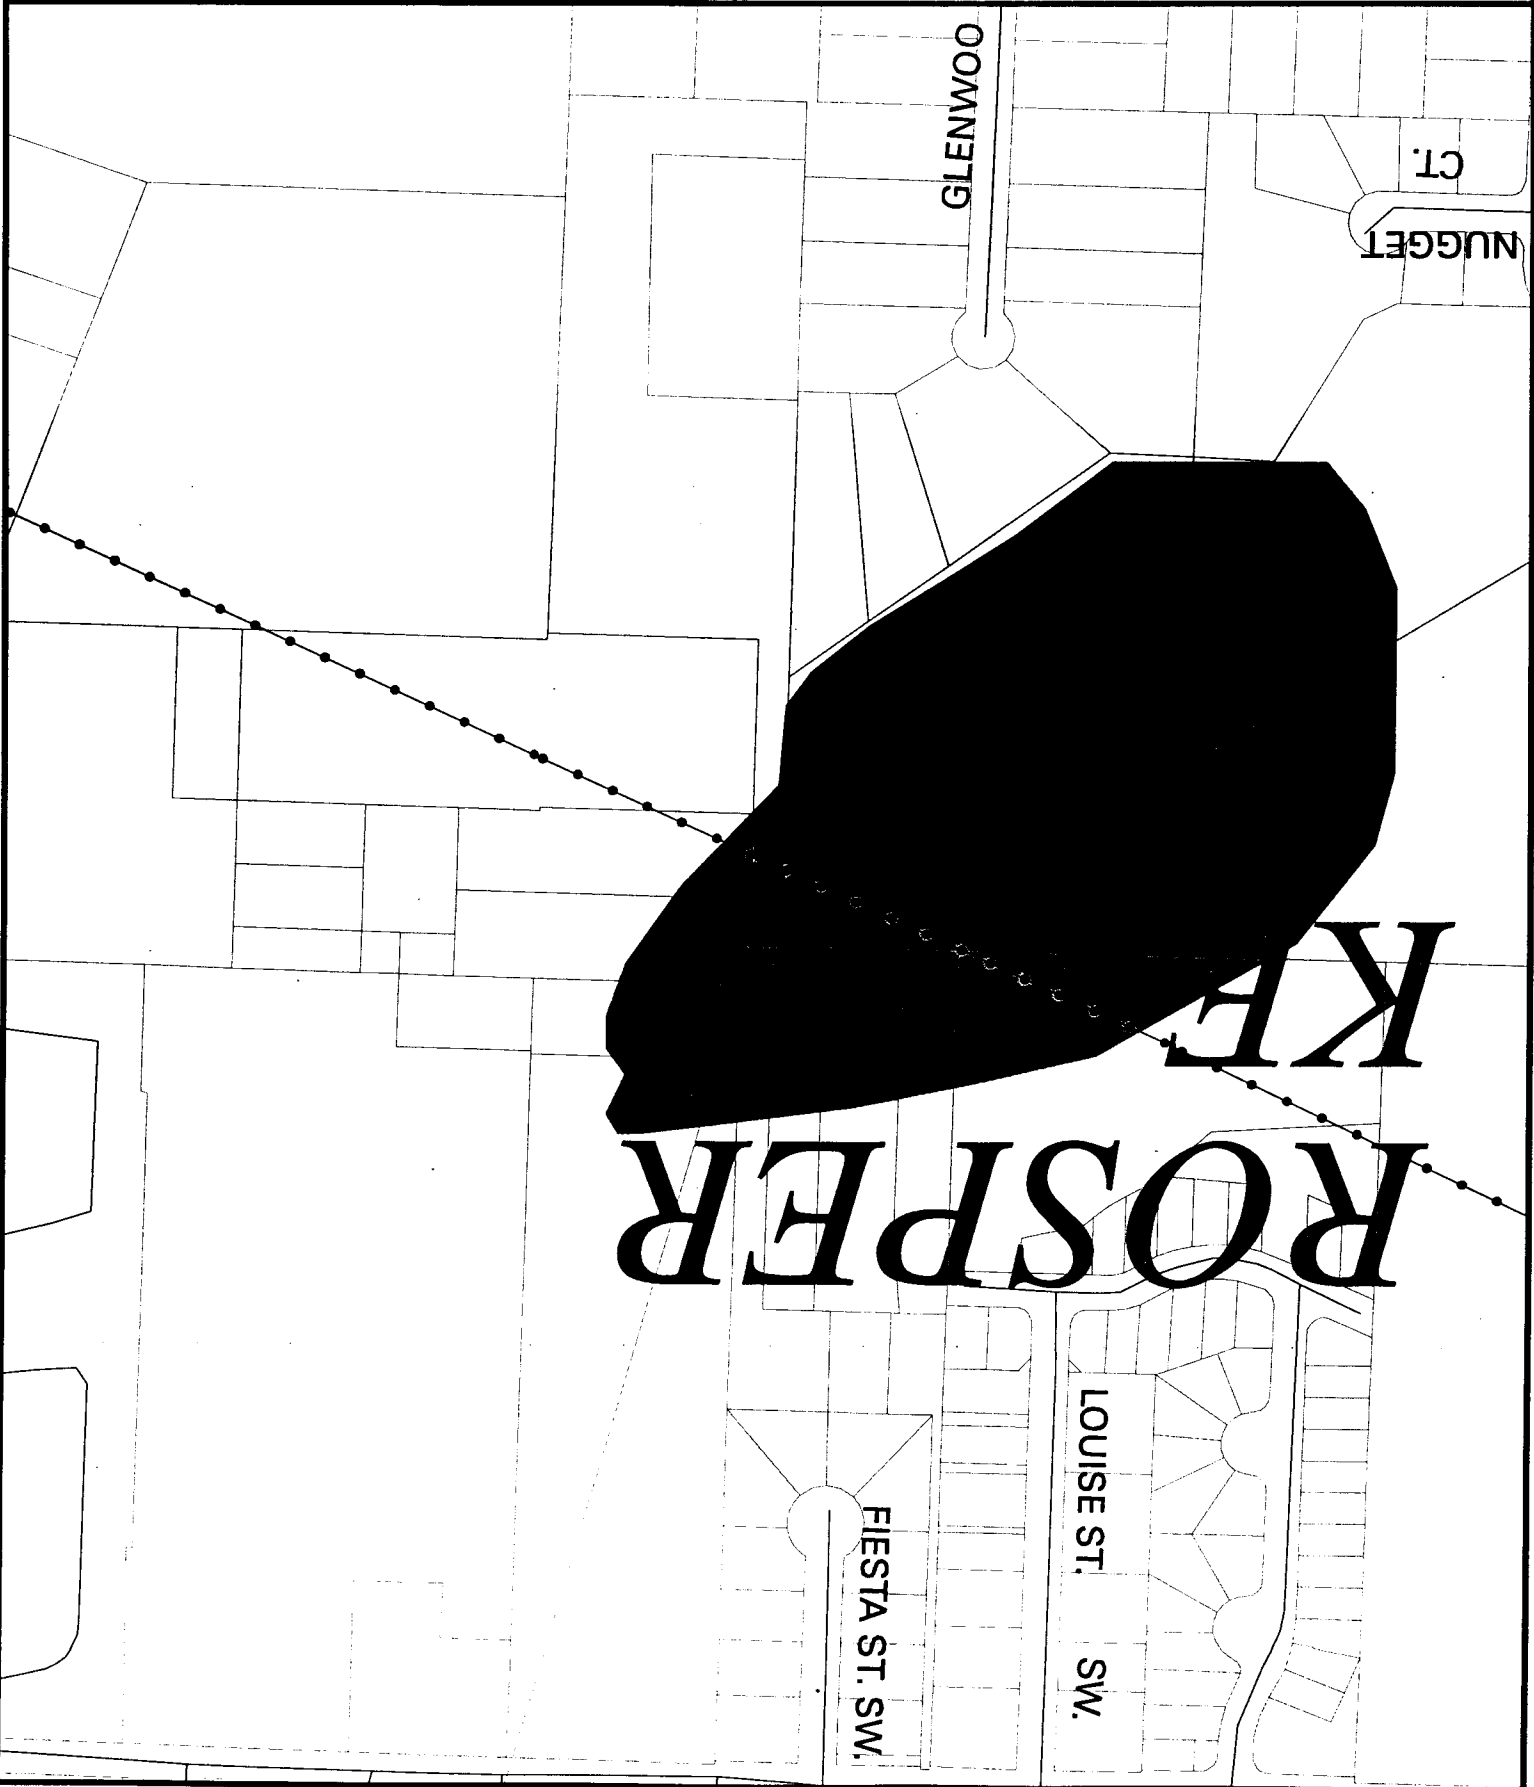 LOUISE ST. SW.
FIESTA ST. SW.
ROSPER
KE
NUGGET
CT.
GLENWOO